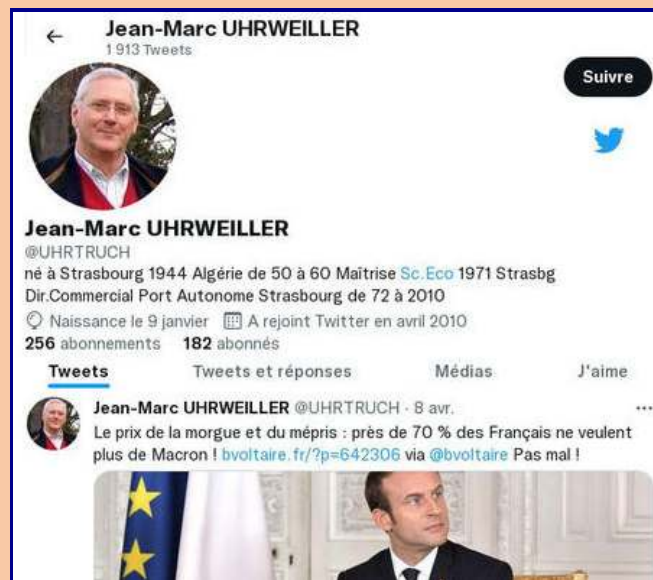 Jean-Marc UHRWEILLER
1 913 Tweets
Suivre
Jean-Marc UHRWEILLER
@UHRTRUCH
né à Strasbourg 1944 Algérie de 50 à 60 Maîtrise Sc.Eco 1971 Strasbg
Dir.Commercial Port Autonome Strasbourg de 72 à 2010
Naissance le 9 janvier A rejoint Twitter en avril 2010
256 abonnements 182 abonnés
Tweets Tweets et réponses Médias J'aime
Jean-Marc UHRWEILLER @UHRTRUCH · 8 avr.
Le prix de la morgue et du mépris : près de 70 % des Français ne veulent
plus de Macron ! bvoltaire.fr/?p=642306 via @bvoltaire Pas mal !